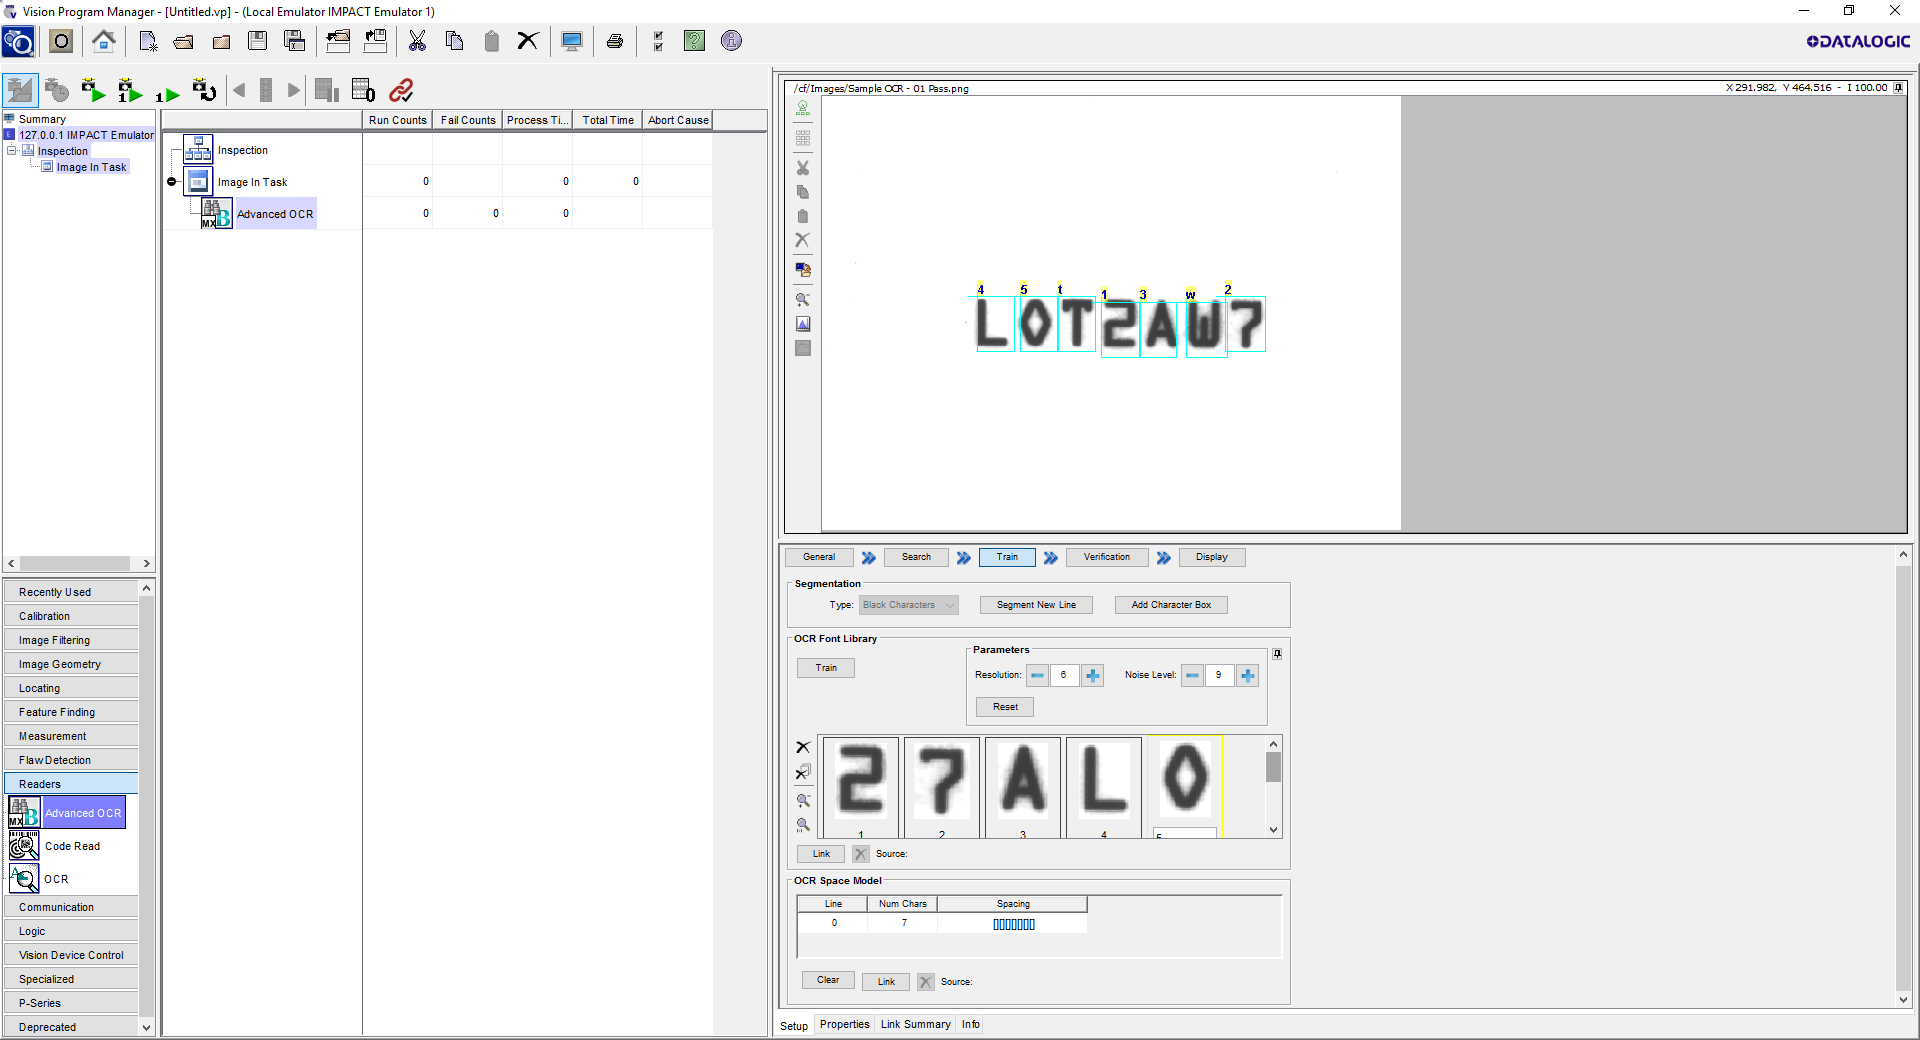 Vision Program Manager - [Untitled.vp] - (Local Emulator IMPACT Emulator 1)
DATALOGIC
Summary
127.0.0.1 IMPACT Emulator
Inspection
Image In Task
Run Counts Fail Counts Process Ti... Total Time Abort Cause
Inspection
Image In Task 0 0 0
Advanced OCR 0 0 0
Recently Used
Calibration
Image Filtering
Image Geometry
Locating
Feature Finding
Measurement
Flaw Detection
Readers
Advanced OCR
Code Read
OCR
Communication
Logic
Vision Device Control
Specialized
P-Series
Deprecated
/cf/Images/Sample OCR - 01 Pass.png
X 291.982, Y 464.516 - I 100.00
4 5 t 1 3 w 2
LOT2AW7
General Search Train Verification Display
Segmentation
Type: Black Characters Segment New Line Add Character Box
OCR Font Library
Train
Parameters
Resolution: 6 Noise Level: 9
Reset
2 7 A L O
1 2 3 4
Link Source:
OCR Space Model
Line Num Chars Spacing
0 7 [][][][][][][]
Clear Link Source:
Setup Properties Link Summary Info